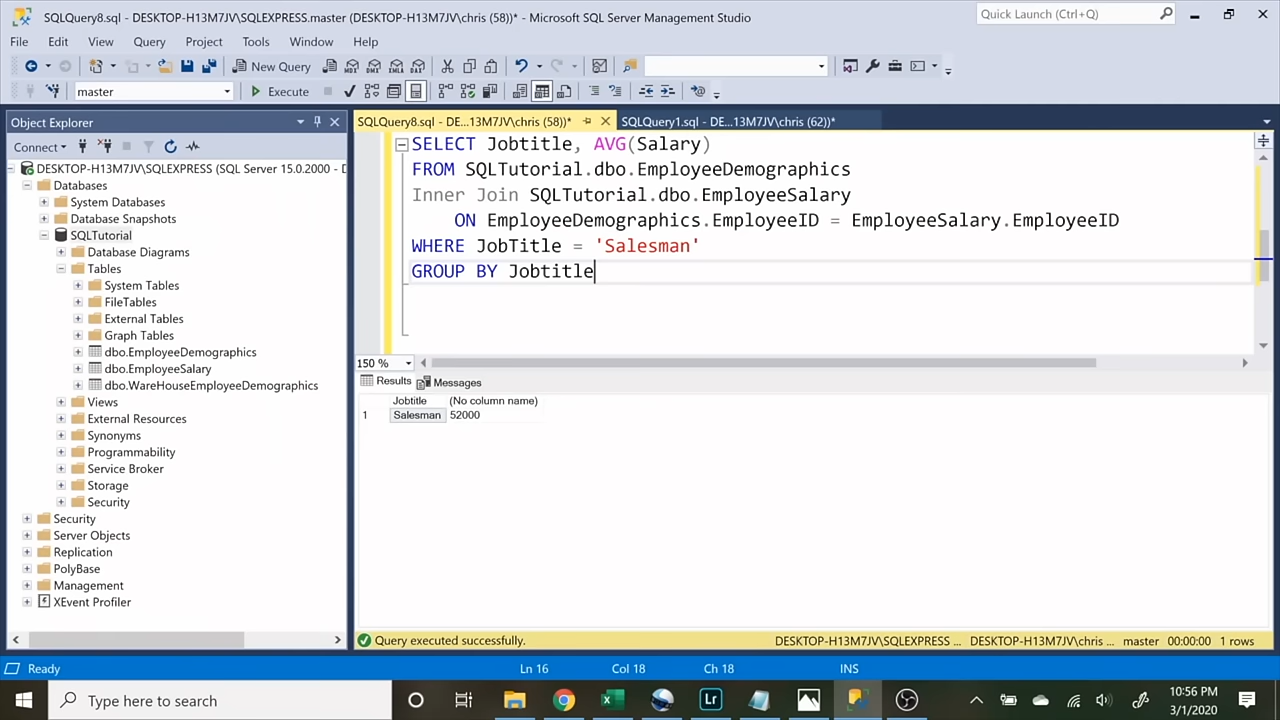 SQLQuery8.sql - DESKTOP-H13M7JV\SQLEXPRESS.master (DESKTOP-H13M7JV\chris (58))* - Microsoft SQL Server Management Studio
Quick Launch (Ctrl+Q)
File Edit View Query Project Tools Window Help
New Query
master
Execute
Object Explorer
SQLQuery8.sql - DE...13M7JV\chris (58))*
SQLQuery1.sql - DE...13M7JV\chris (62))*
Connect
DESKTOP-H13M7JV\SQLEXPRESS (SQL Server 15.0.2000 - D
Databases
System Databases
Database Snapshots
SQLTutorial
Database Diagrams
Tables
System Tables
FileTables
External Tables
Graph Tables
dbo.EmployeeDemographics
dbo.EmployeeSalary
dbo.WareHouseEmployeeDemographics
Views
External Resources
Synonyms
Programmability
Service Broker
Storage
Security
Security
Server Objects
Replication
PolyBase
Management
XEvent Profiler
SELECT Jobtitle, AVG(Salary)
FROM SQLTutorial.dbo.EmployeeDemographics
Inner Join SQLTutorial.dbo.EmployeeSalary
ON EmployeeDemographics.EmployeeID = EmployeeSalary.EmployeeID
WHERE JobTitle = 'Salesman'
GROUP BY Jobtitle
150 %
Results Messages
Jobtitle (No column name)
1 Salesman 52000
Query executed successfully.
DESKTOP-H13M7JV\SQLEXPRESS ... DESKTOP-H13M7JV\chris ... master 00:00:00 1 rows
Ready Ln 16 Col 18 Ch 18 INS
Type here to search
Lr
10:56 PM
3/1/2020